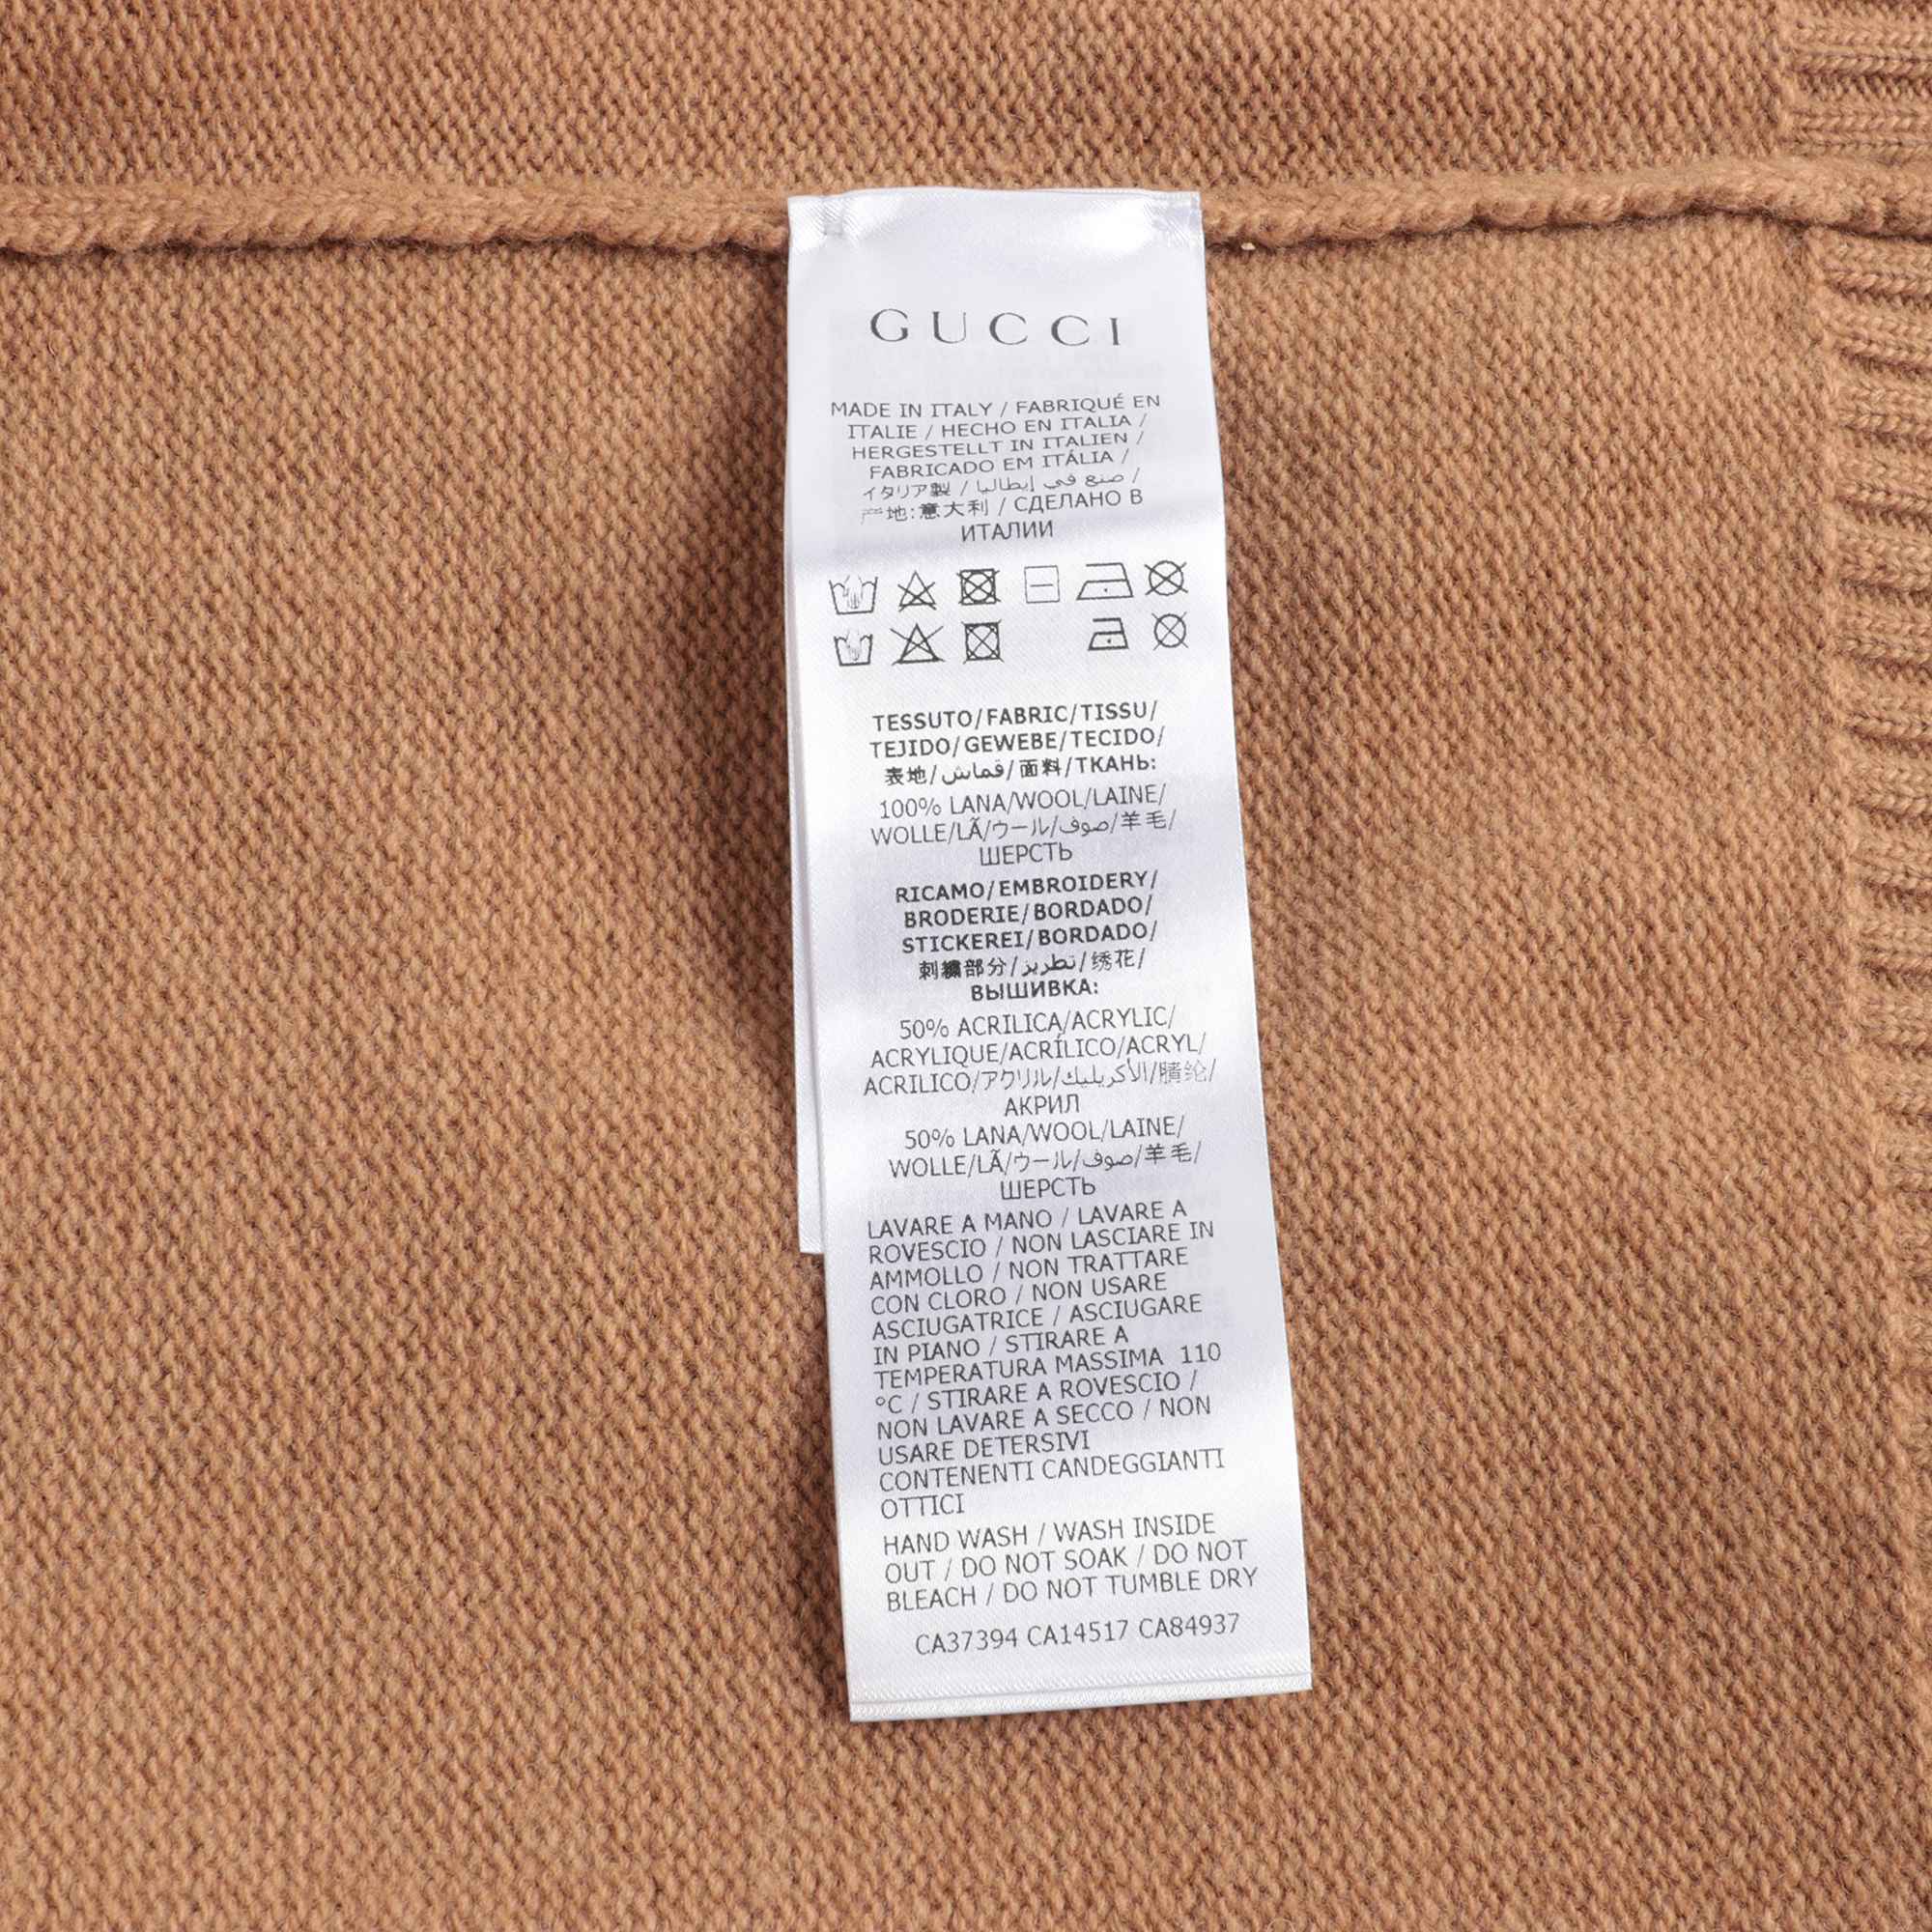 GUCCI
MADE IN ITALY / FABRIQUÉ EN
ITALIE / HECHO EN ITALIA /
HERGESTELLT IN ITALIEN /
FABRICADO EM ITÁLIA /
イタリア製 / صنع في إيطاليا /
产地:意大利 / СДЕЛАНО В
ИТАЛИИ
TESSUTO/FABRIC/TISSU/
TEJIDO/GEWEBE/TECIDO/
表地/قماش/面料/ТКАНЬ:
100% LANA/WOOL/LAINE/
WOLLE/LÃ/ウール/صوف/羊毛/
ШЕРСТЬ
RICAMO/EMBROIDERY/
BRODERIE/BORDADO/
STICKEREI/BORDADO/
刺繍部分/تطريز/绣花/
ВЫШИВКА:
50% ACRILICA/ACRYLIC/
ACRYLIQUE/ACRÍLICO/ACRYL/
ACRILICO/アクリル/الأكريليك/腈纶/
АКРИЛ
50% LANA/WOOL/LAINE/
WOLLE/LÃ/ウール/صوف/羊毛/
ШЕРСТЬ
LAVARE A MANO / LAVARE A
ROVESCIO / NON LASCIARE IN
AMMOLLO / NON TRATTARE
CON CLORO / NON USARE
ASCIUGATRICE / ASCIUGARE
IN PIANO / STIRARE A
TEMPERATURA MASSIMA 110
°C / STIRARE A ROVESCIO /
NON LAVARE A SECCO / NON
USARE DETERSIVI
CONTENENTI CANDEGGIANTI
OTTICI
HAND WASH / WASH INSIDE
OUT / DO NOT SOAK / DO NOT
BLEACH / DO NOT TUMBLE DRY
CA37394 CA14517 CA84937